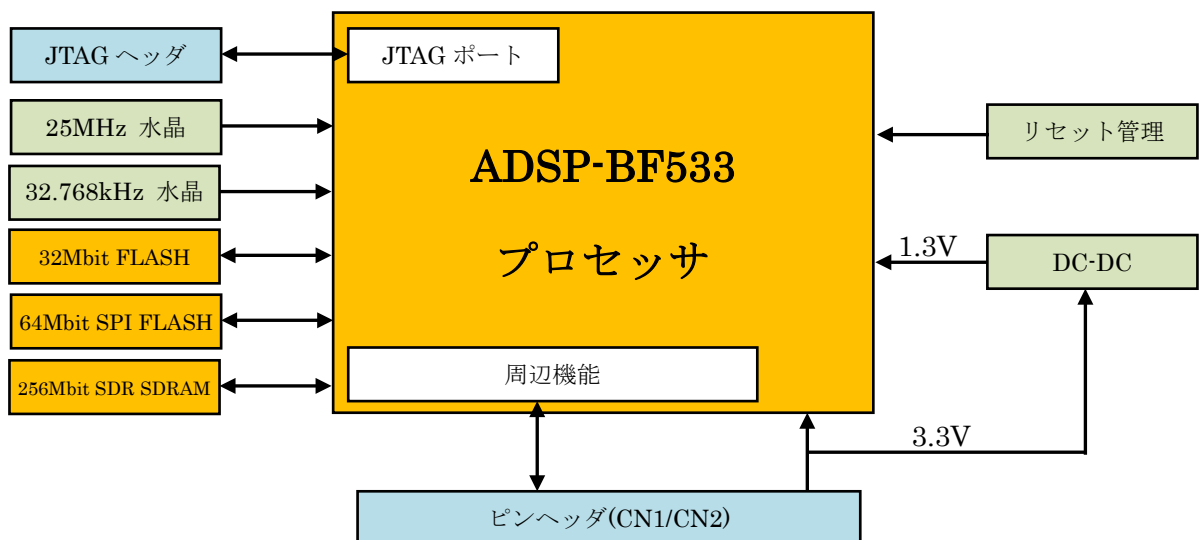 JTAG ヘッダ
JTAG ポート
25MHz 水晶
32.768kHz 水晶
32Mbit FLASH
64Mbit SPI FLASH
256Mbit SDR SDRAM
ADSP-BF533
プロセッサ
周辺機能
リセット管理
1.3V
DC-DC
3.3V
ピンヘッダ(CN1/CN2)